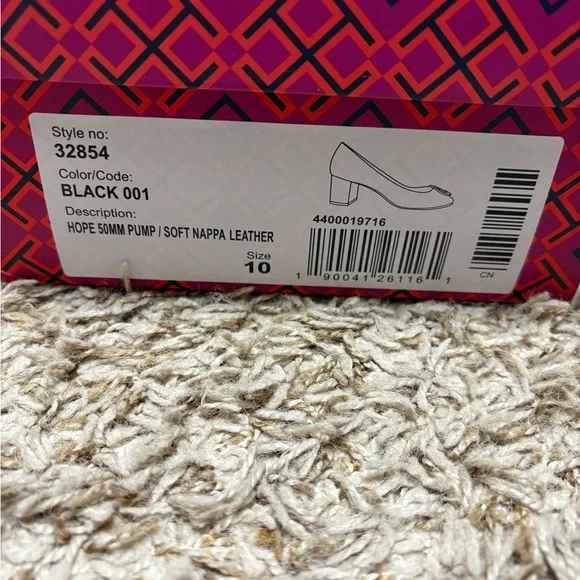 Style no:
32854
Color/Code:
BLACK 001
Description:
HOPE 50MM PUMP / SOFT NAPPA LEATHER
Size
10
4400019716
1 90041 26116 1
CN